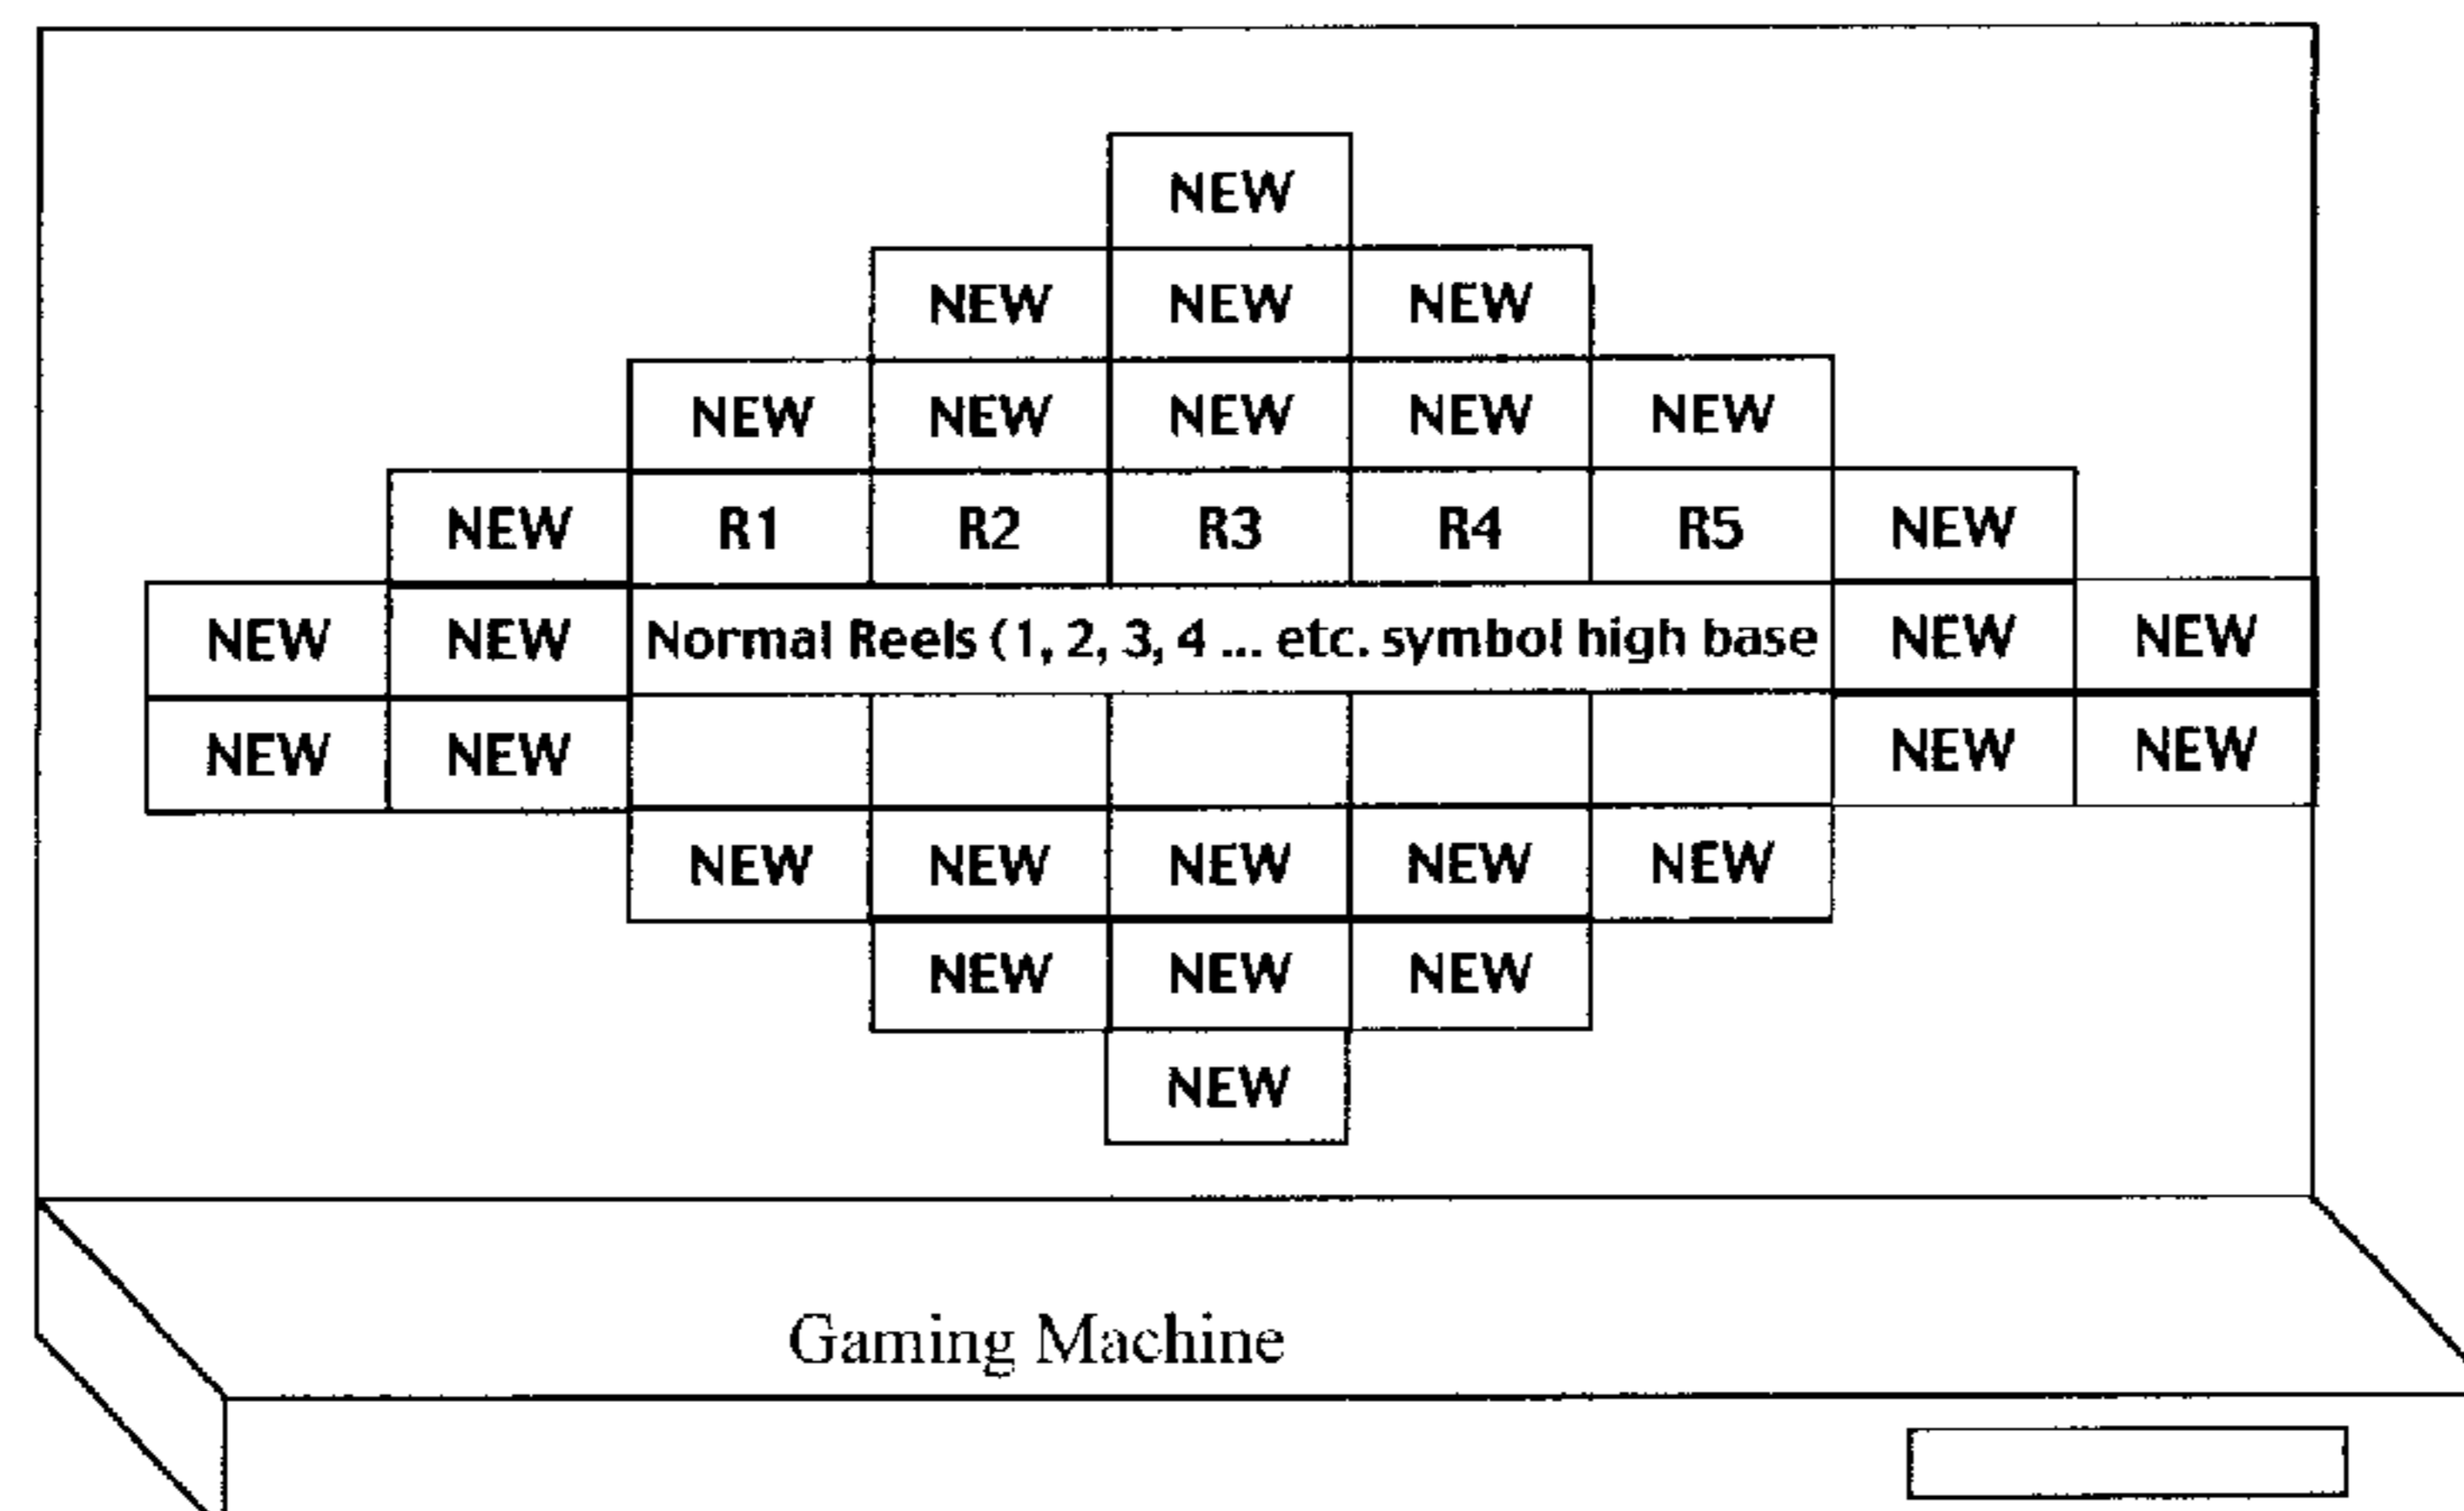 NEW
NEW NEW NEW
NEW NEW NEW NEW NEW
NEW R1 R2 R3 R4 R5 NEW
NEW NEW Normal Reels (1, 2, 3, 4 ... etc. symbol high base NEW NEW
NEW NEW NEW NEW
NEW NEW NEW NEW NEW
NEW NEW NEW
NEW
Gaming Machine